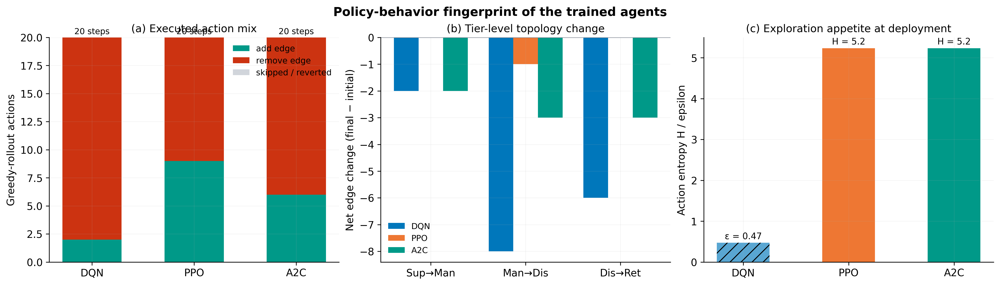 Policy-behavior fingerprint of the trained agents
(a) Executed action mix
20 steps
20 steps
20 steps
add edge
remove edge
skipped / reverted
Greedy-rollout actions
20.0
17.5
15.0
12.5
10.0
7.5
5.0
2.5
0.0
DQN
PPO
A2C
(b) Tier-level topology change
Net edge change (final − initial)
0
−1
−2
−3
−4
−5
−6
−7
−8
DQN
PPO
A2C
Sup→Man
Man→Dis
Dis→Ret
(c) Exploration appetite at deployment
H = 5.2
H = 5.2
ε = 0.47
Action entropy H / epsilon
5
4
3
2
1
0
DQN
PPO
A2C